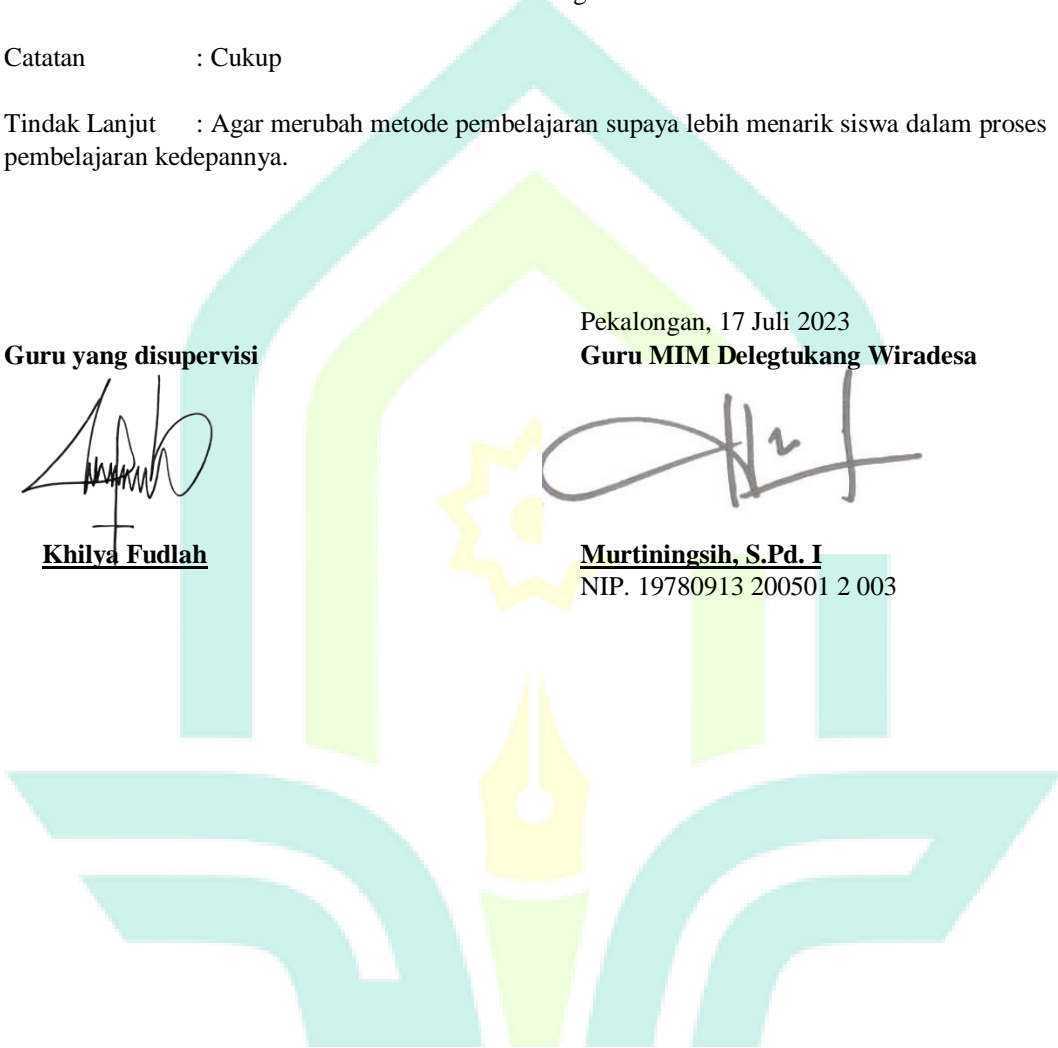 Catatan : Cukup
Tindak Lanjut : Agar merubah metode pembelajaran supaya lebih menarik siswa dalam proses
pembelajaran kedepannya.
Pekalongan, 17 Juli 2023
Guru yang disupervisi Guru MIM Delegtukang Wiradesa
Khilya Fudlah Murtiningsih, S.Pd. I
NIP. 19780913 200501 2 003